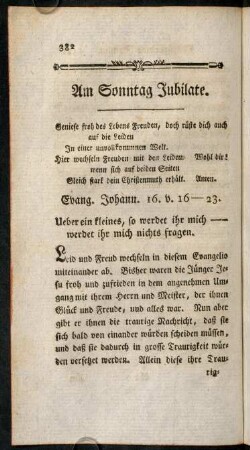 382
Am Sonntag Jubilate.
Geniese froh des Lebens Freuden, doch rüste dich auch
auf die Leiden
In einer unvollkommnen Welt.
Hier wechseln Freuden mit den Leiden: Wohl dir!
wenn sich auf beiden Seiten
Gleich stark dein Christenmuth erhält. Amen.
Evang. Johann. 16. v. 16 — 23.
Ueber ein kleines, so werdet ihr mich —
werdet ihr mich nichts fragen.
Leid und Freud wechseln in diesem Evangelio
miteinander ab. Bisher waren die Jünger Je-
su froh und zufrieden in dem angenehmen Um-
gang mit ihrem Herrn und Meister, der ihnen
Glück und Freude, und alles war. Nun aber
gibt er ihnen die traurige Nachricht, daß sie
sich bald von einander würden scheiden müssen,
und daß sie dadurch in grosse Traurigkeit wür-
den versetzet werden. Allein diese ihre Trau-
rig-